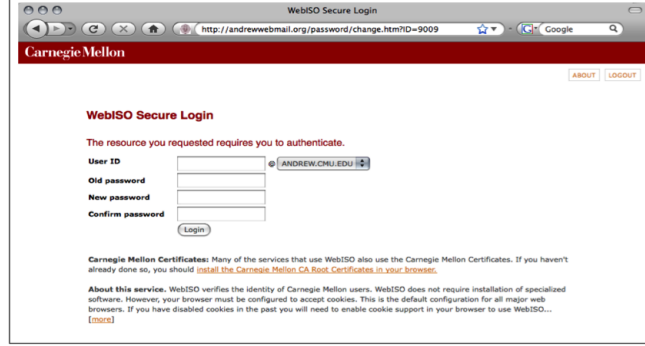 WebISO Secure Login
http://andrewwebmail.org/password/change.htm?ID=9009
Google
Carnegie Mellon
ABOUT LOGOUT
WebISO Secure Login
The resource you requested requires you to authenticate.
User ID @ ANDREW.CMU.EDU
Old password
New password
Confirm password
Login
Carnegie Mellon Certificates: Many of the services that use WebISO also use the Carnegie Mellon Certificates. If you haven't
already done so, you should install the Carnegie Mellon CA Root Certificates in your browser.
About this service. WebISO verifies the identity of Carnegie Mellon users. WebISO does not require installation of specialized
software. However, your browser must be configured to accept cookies. This is the default configuration for all major web
browsers. If you have disabled cookies in the past you will need to enable cookie support in your browser to use WebISO...
[more]